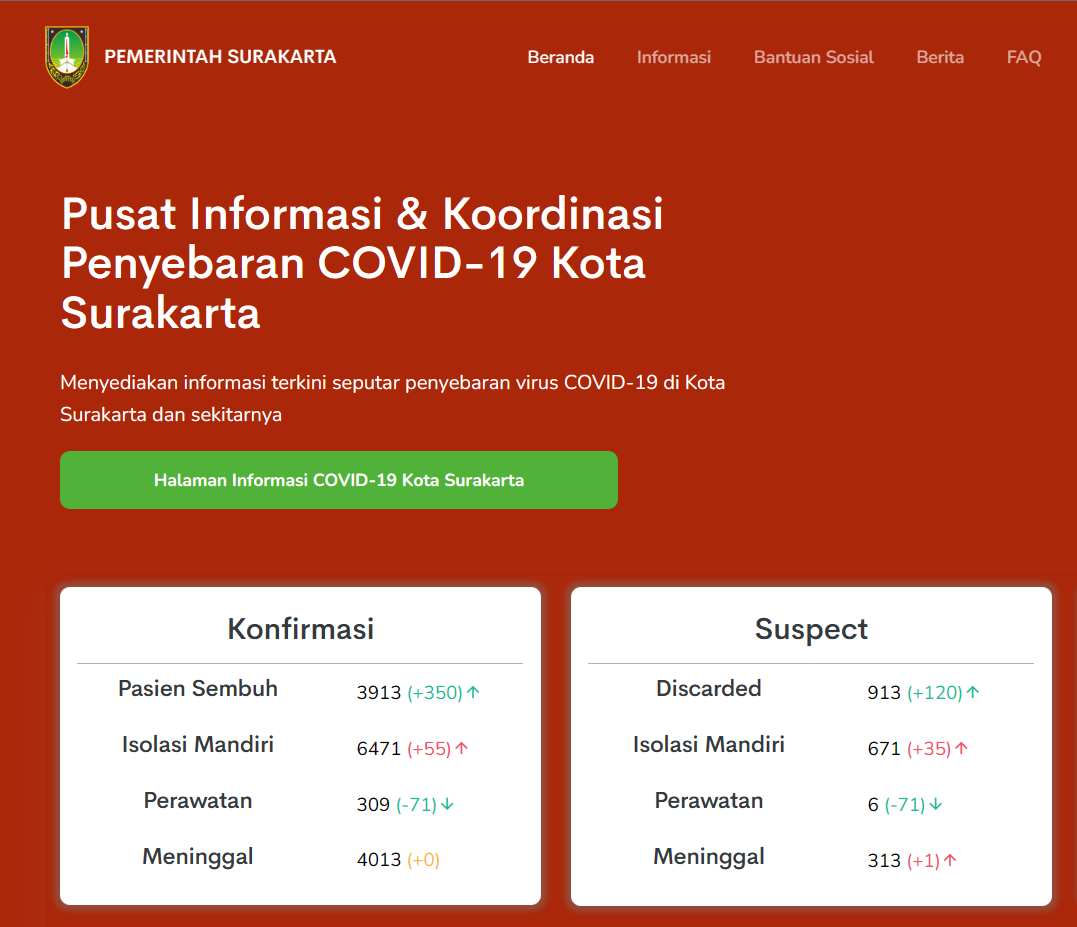 PEMERINTAH SURAKARTA
Beranda Informasi Bantuan Sosial Berita FAQ
Pusat Informasi & Koordinasi
Penyebaran COVID-19 Kota
Surakarta
Menyediakan informasi terkini seputar penyebaran virus COVID-19 di Kota
Surakarta dan sekitarnya
Halaman Informasi COVID-19 Kota Surakarta
Konfirmasi
Pasien Sembuh 3913 (+350)↑
Isolasi Mandiri 6471 (+55)↑
Perawatan 309 (-71)↓
Meninggal 4013 (+0)
Suspect
Discarded 913 (+120)↑
Isolasi Mandiri 671 (+35)↑
Perawatan 6 (-71)↓
Meninggal 313 (+1)↑